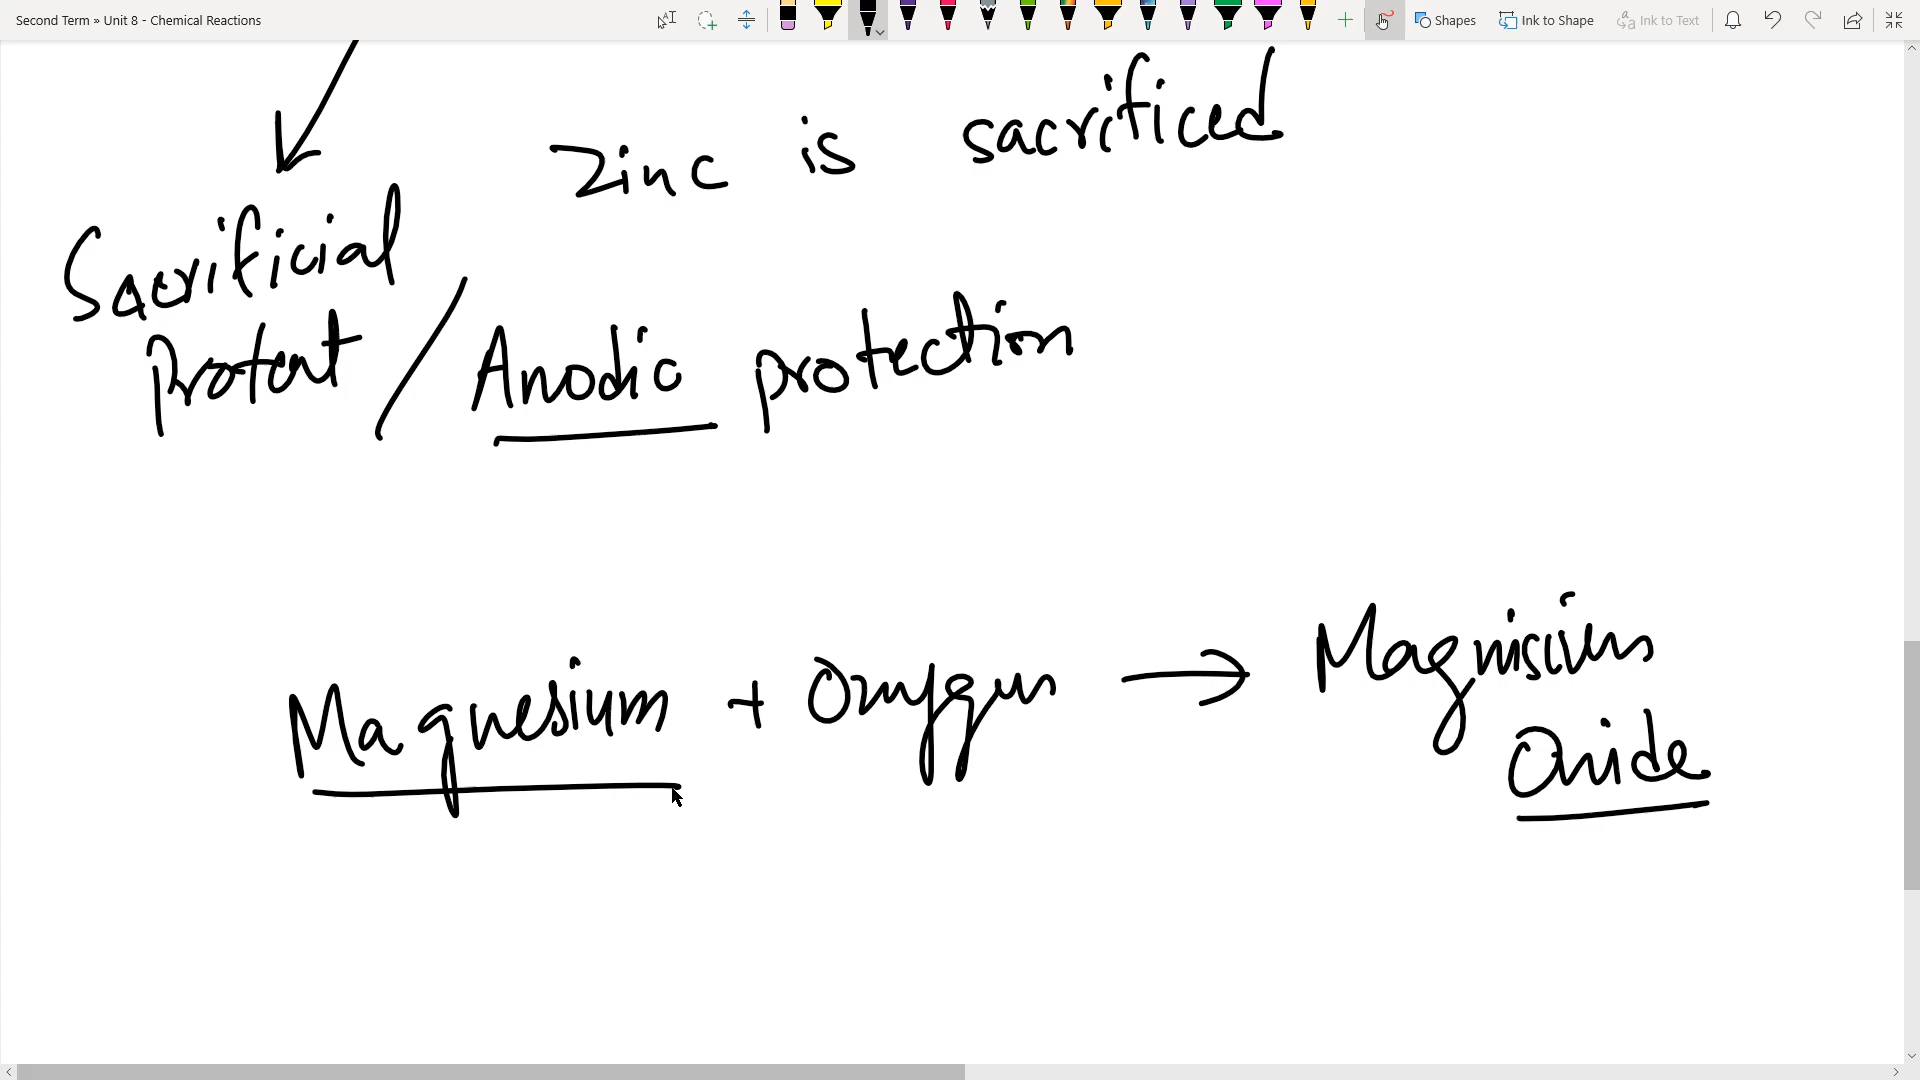 Second Term » Unit 8 - Chemical Reactions
Shapes
Ink to Shape
Ink to Text
Zinc is sacrificed
Sacrificial
Protect / Anodic protection
Magnesium + Oxygen → Magnisium
Oxide